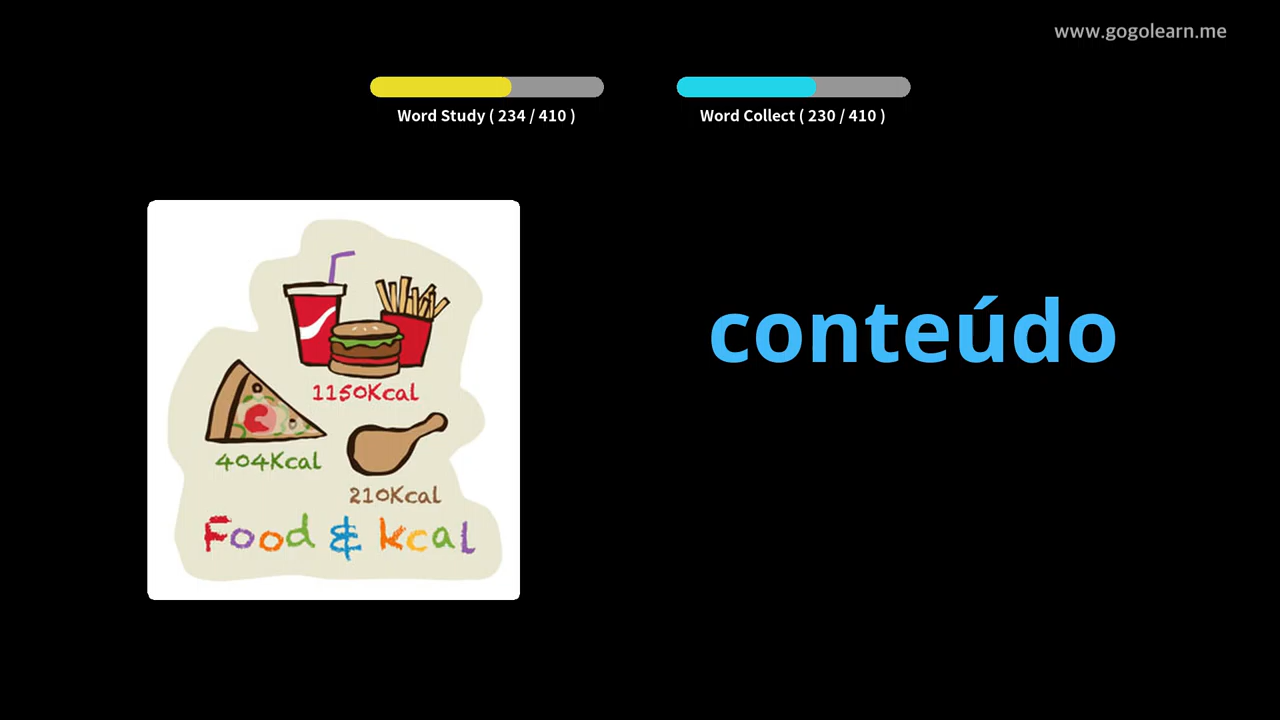 www.gogolearn.me
Word Study ( 234 / 410 )
Word Collect ( 230 / 410 )
1150Kcal
404Kcal
210Kcal
Food & kcal
conteúdo